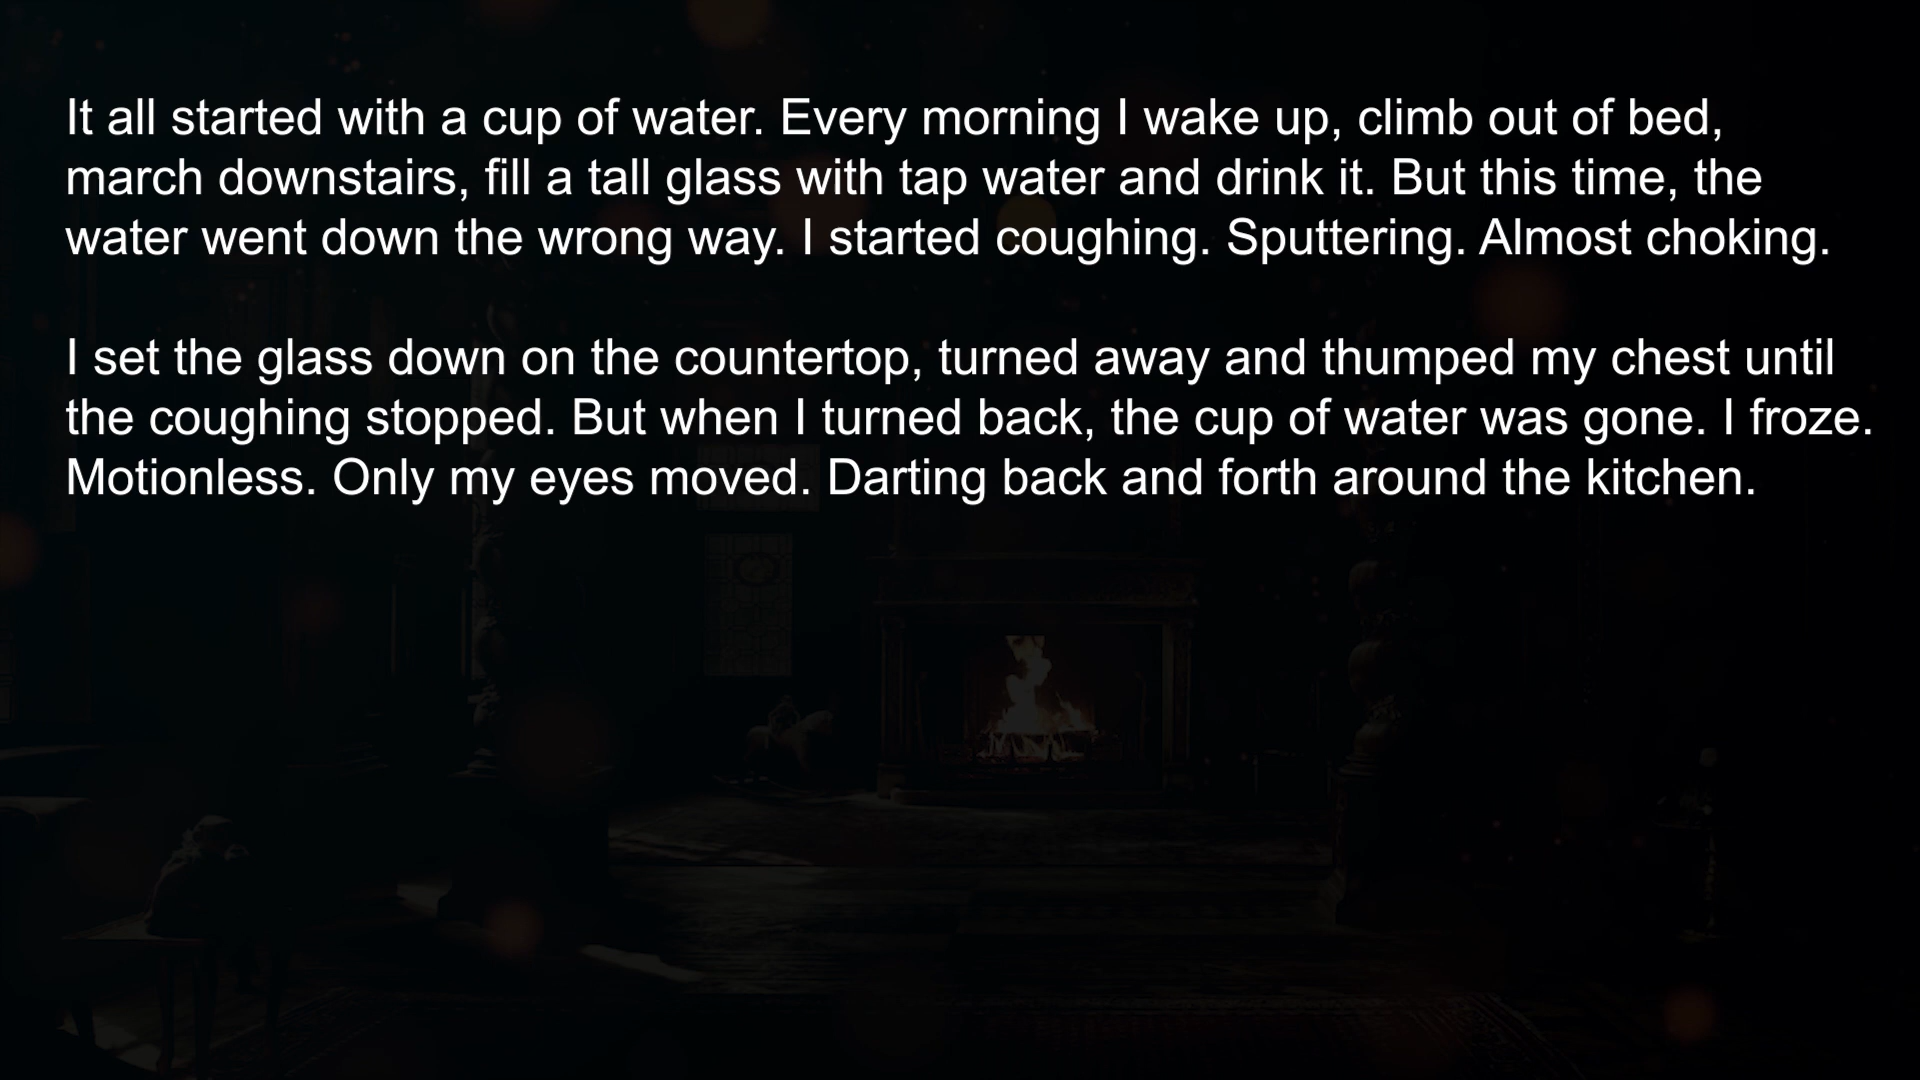 It all started with a cup of water. Every morning I wake up, climb out of bed,
march downstairs, fill a tall glass with tap water and drink it. But this time, the
water went down the wrong way. I started coughing. Sputtering. Almost choking.
I set the glass down on the countertop, turned away and thumped my chest until
the coughing stopped. But when I turned back, the cup of water was gone. I froze.
Motionless. Only my eyes moved. Darting back and forth around the kitchen.